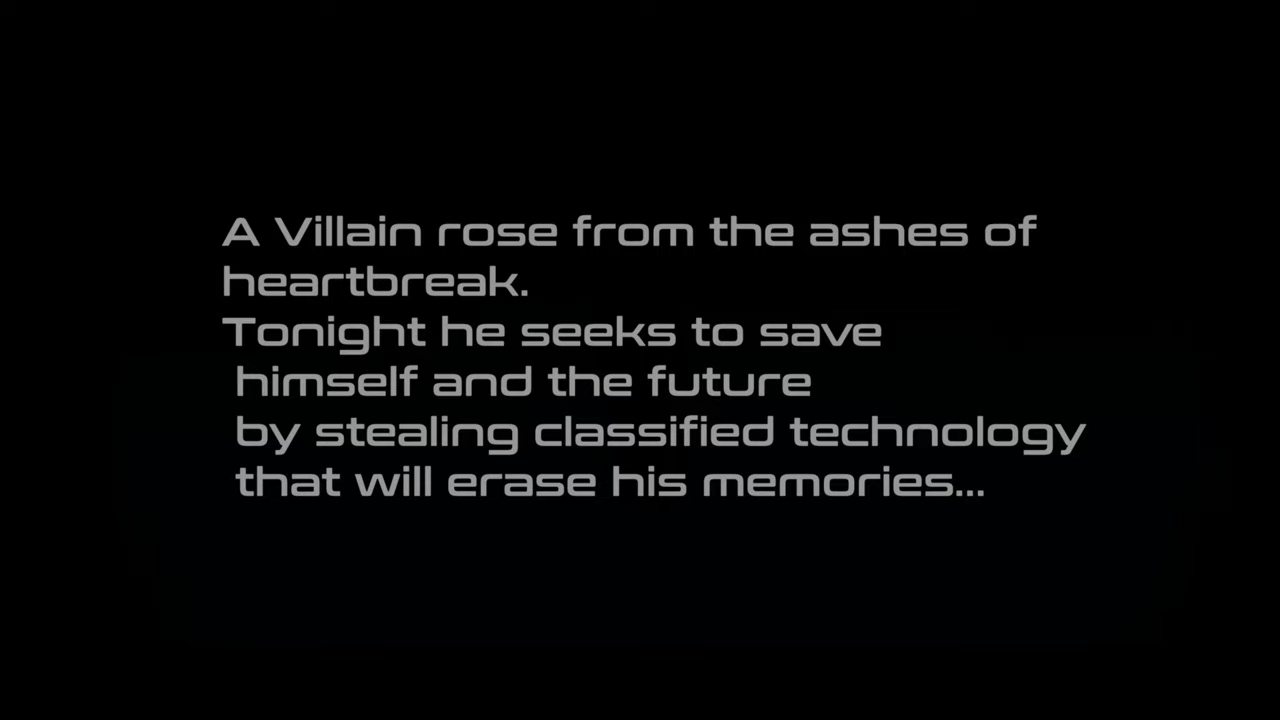 A Villain rose from the ashes of
heartbreak.
Tonight he seeks to save
himself and the future
by stealing classified technology
that will erase his memories...